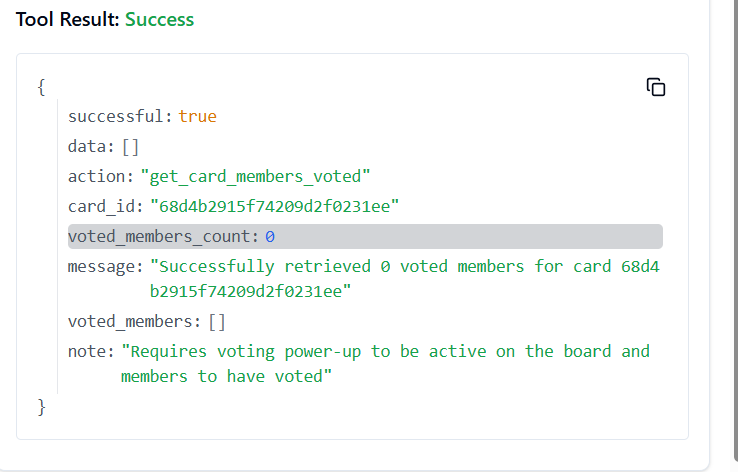 Tool Result: Success
{
successful: true
data: []
action: "get_card_members_voted"
card_id: "68d4b2915f74209d2f0231ee"
voted_members_count: 0
message: "Successfully retrieved 0 voted members for card 68d4
b2915f74209d2f0231ee"
voted_members: []
note: "Requires voting power-up to be active on the board and
members to have voted"
}